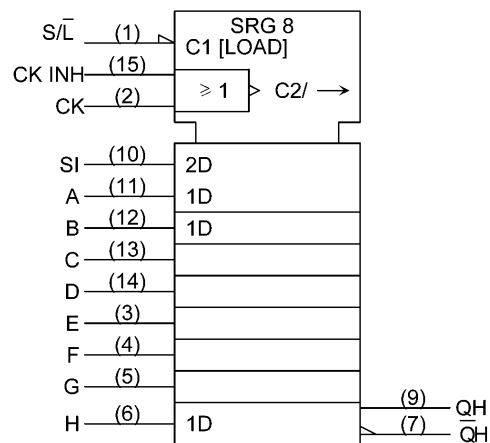 SRG 8
S/L̅ (1) C1 [LOAD]
CK INH (15)
CK (2) ≥ 1 C2/ →
SI (10) 2D
A (11) 1D
B (12) 1D
C (13)
D (14)
E (3)
F (4)
G (5)
H (6) 1D
(9) QH
(7) Q̅H